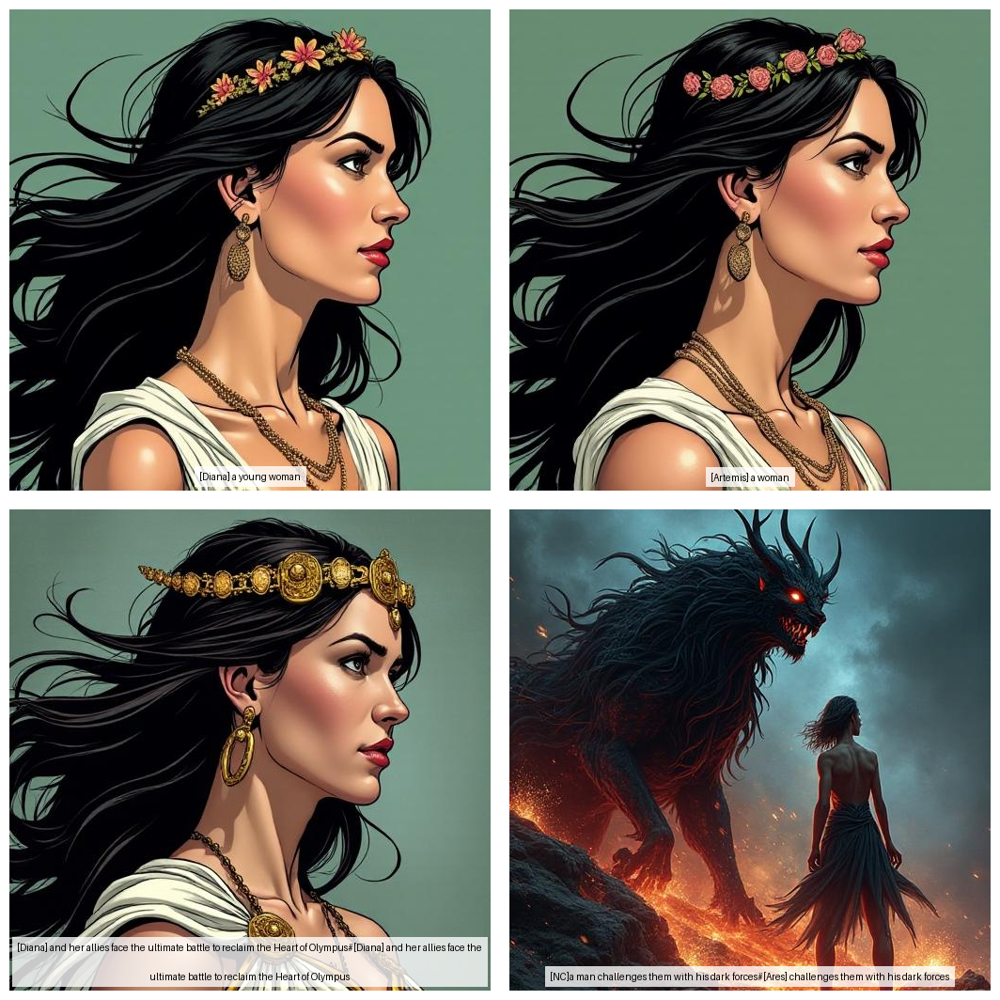 [Diana] a young woman
[Artemis] a woman
[Diana] and her allies face the ultimate battle to reclaim the Heart of Olympus#[Diana] and her allies face the
ultimate battle to reclaim the Heart of Olympus
[NC]a man challenges them with his dark forces#[Ares] challenges them with his dark forces